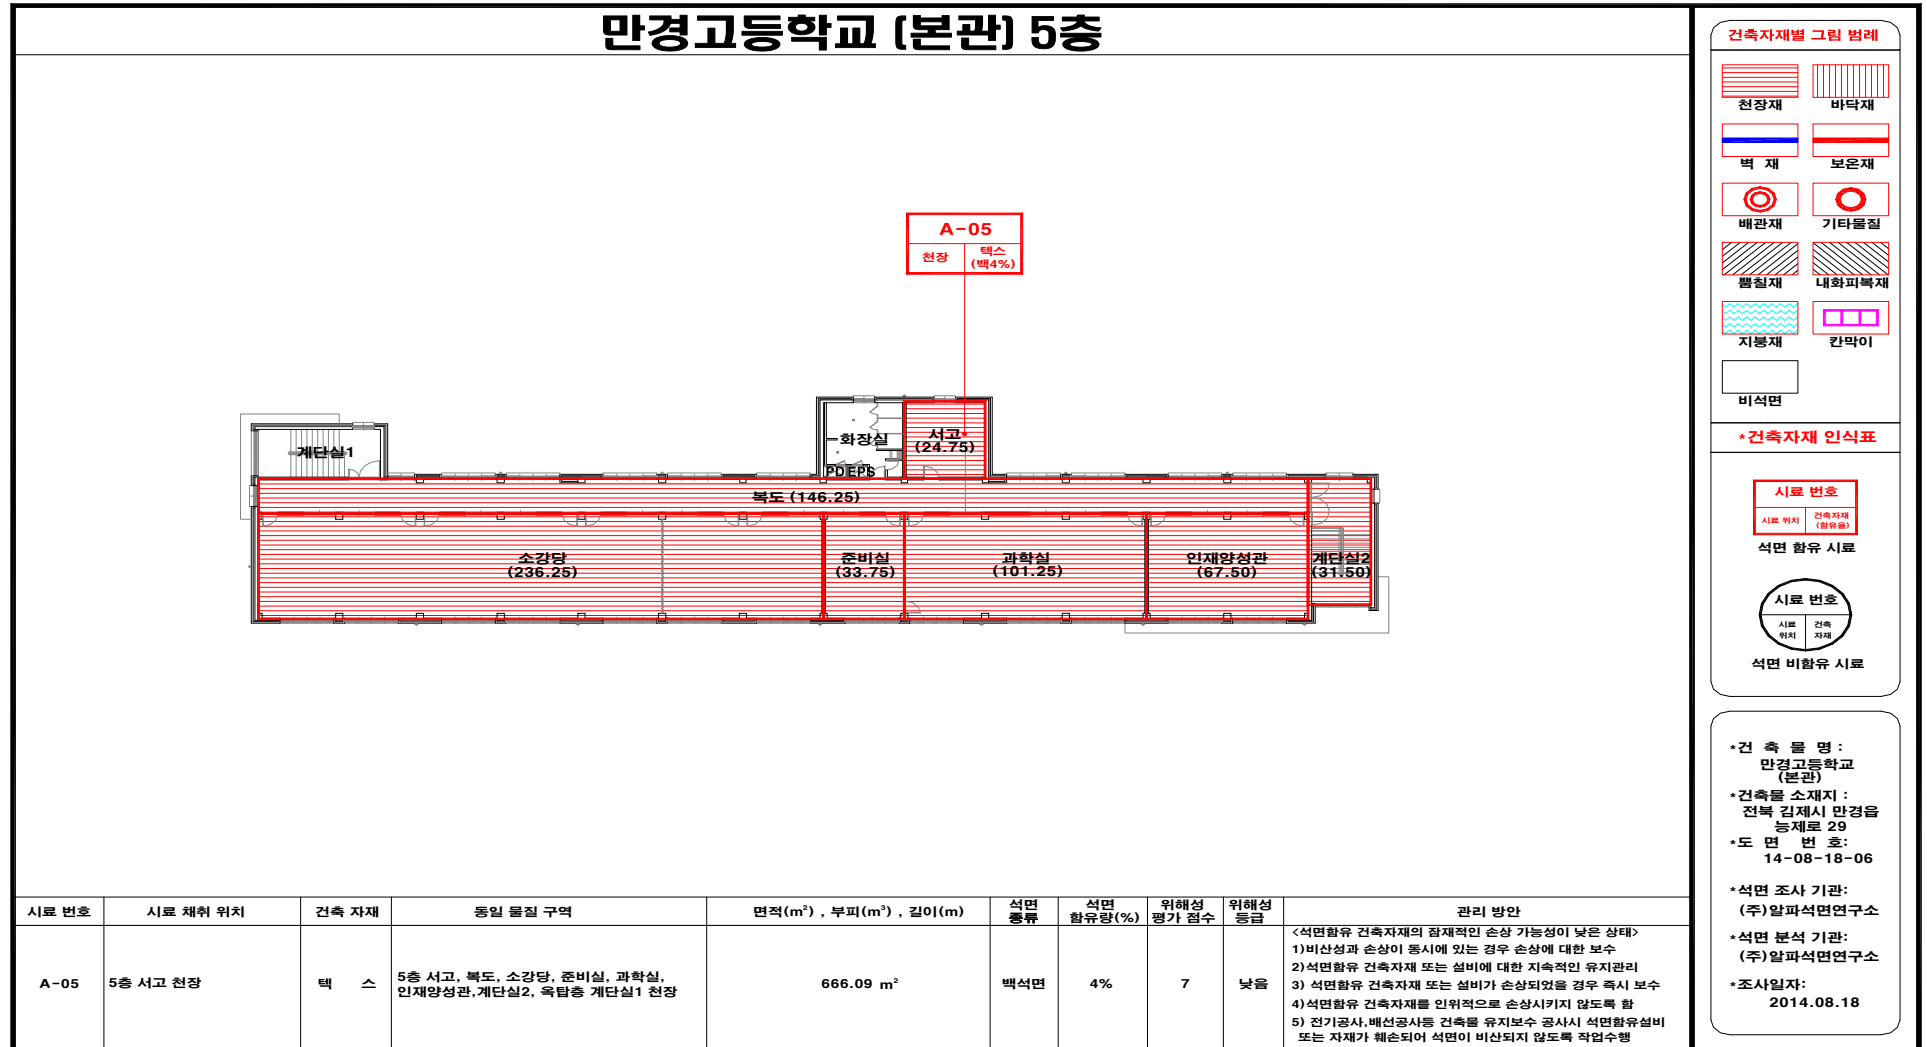 만경고등학교 (본관) 5층
A-05
천장
텍스
(백4%)
계단실1
화장실
PD EPS
서고
(24.75)
복도 (146.25)
소강당
(236.25)
준비실
(33.75)
과학실
(101.25)
인재양성관
(67.50)
계단실2
(31.50)
시료 번호
시료 채취 위치
건축 자재
동일 물질 구역
면적(m²) , 부피(m³) , 길이(m)
석면
종류
석면
함유량(%)
위해성
평가 점수
위해성
등급
관리 방안
A-05
5층 서고 천장
텍 스
5층 서고, 복도, 소강당, 준비실, 과학실,
인재양성관,계단실2, 옥탑층 계단실1 천장
666.09 m²
백석면
4%
7
낮음
<석면함유 건축자재의 잠재적인 손상 가능성이 낮은 상태>
1)비산성과 손상이 동시에 있는 경우 손상에 대한 보수
2)석면함유 건축자재 또는 설비에 대한 지속적인 유지관리
3) 석면함유 건축자재 또는 설비가 손상되었을 경우 즉시 보수
4)석면함유 건축자재를 인위적으로 손상시키지 않도록 함
5) 전기공사,배선공사등 건축물 유지보수 공사시 석면함유설비
또는 자재가 훼손되어 석면이 비산되지 않도록 작업수행
건축자재별 그림 범례
천장재
바닥재
벽 재
보온재
배관재
기타물질
뿜칠재
내화피복재
지붕재
칸막이
비석면
*건축자재 인식표
시료 번호
시료 위치
건축자재
(함유율)
석면 함유 시료
시료 번호
시료
위치
건축
자재
석면 비함유 시료
*건 축 물 명 :
만경고등학교
(본관)
*건축물 소재지 :
전북 김제시 만경읍
능제로 29
*도 면 번 호:
14-08-18-06
*석면 조사 기관:
(주)알파석면연구소
*석면 분석 기관:
(주)알파석면연구소
*조사일자:
2014.08.18